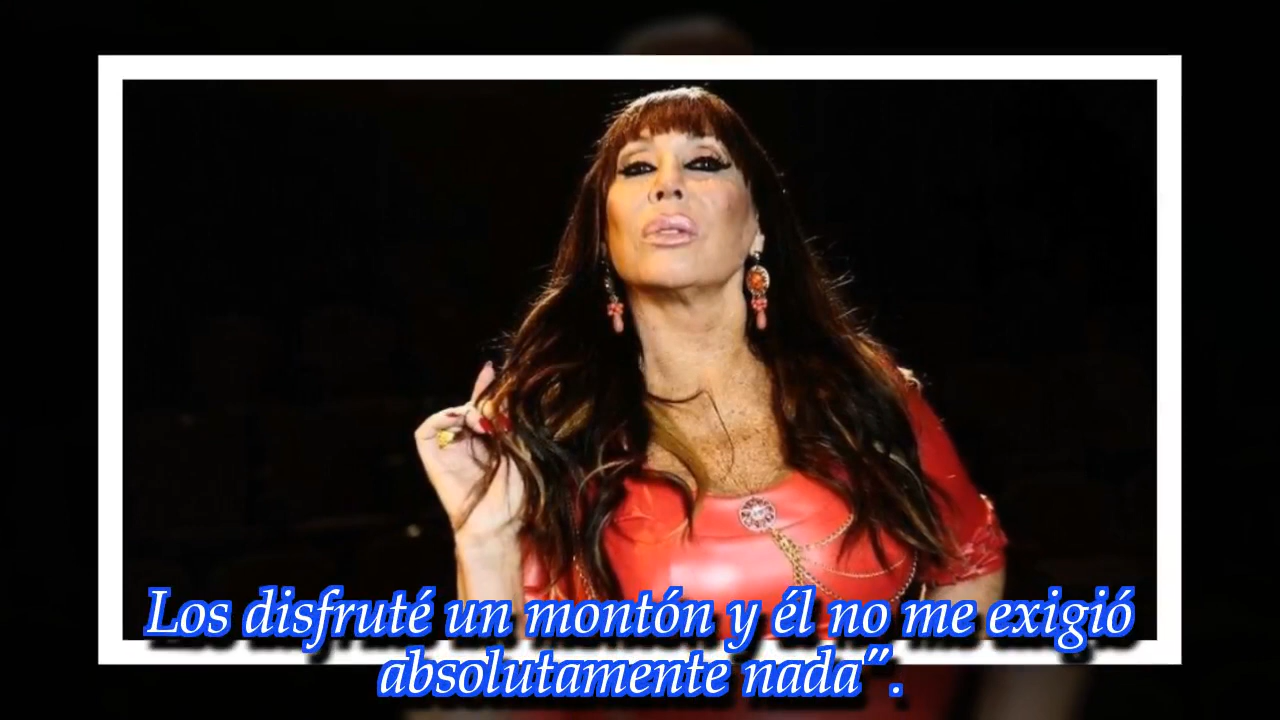 Los disfruté un montón y él no me exigió
absolutamente nada”.